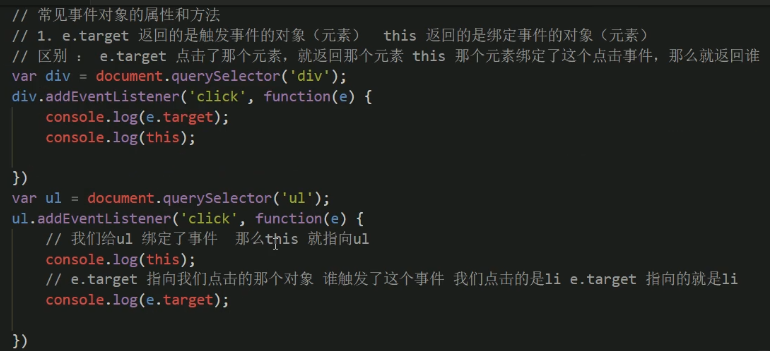 // 常见事件对象的属性和方法
// 1. e.target 返回的是触发事件的对象（元素）  this 返回的是绑定事件的对象（元素）
// 区别 ： e.target 点击了那个元素，就返回那个元素 this 那个元素绑定了这个点击事件，那么就返回谁
var div = document.querySelector('div');
div.addEventListener('click', function(e) {
    console.log(e.target);
    console.log(this);
})
var ul = document.querySelector('ul');
ul.addEventListener('click', function(e) {
    // 我们给ul 绑定了事件  那么this 就指向ul
    console.log(this);
    // e.target 指向我们点击的那个对象 谁触发了这个事件 我们点击的是li e.target 指向的就是li
    console.log(e.target);
})